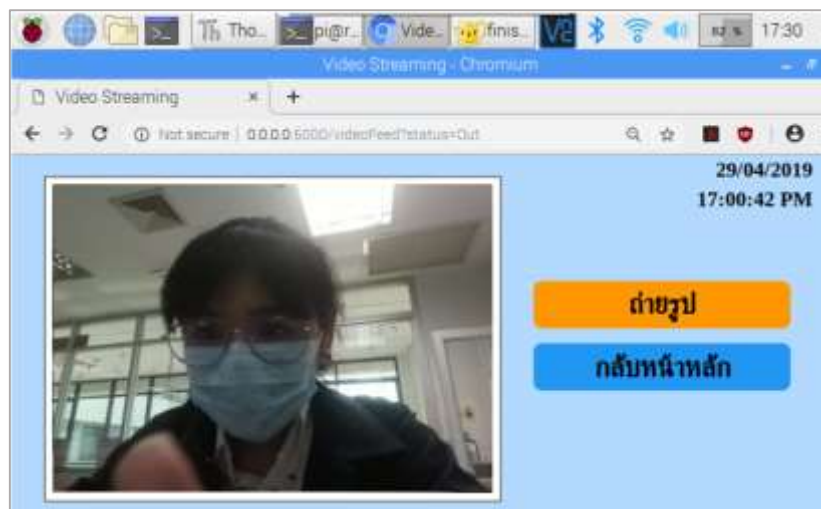 Tho...
pi@r...
Vide...
finis...
17:30
Video Streaming - Chromium
Video Streaming
Not secure | 0.0.0.0:5000/videoFeed?status=Out
29/04/2019
17:00:42 PM
ถ่ายรูป
กลับหน้าหลัก